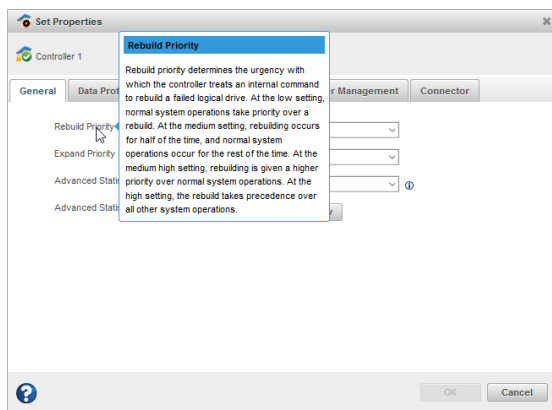 Set Properties
Controller 1
General
Connector
Rebuild Priority
Expand Priority
Rebuild Priority
Rebuild priority determines the urgency with
which the controller treats an internal command
to rebuild a failed logical drive. At the low setting,
normal system operations take priority over a
rebuild. At the medium setting, rebuilding occurs
for half of the time, and normal system
operations occur for the rest of the time. At the
medium high setting, rebuilding is given a higher
priority over normal system operations. At the
high setting, the rebuild takes precedence over
all other system operations.
Data Prot
r Management
Advanced Statis
Advanced Statis
OK
Cancel